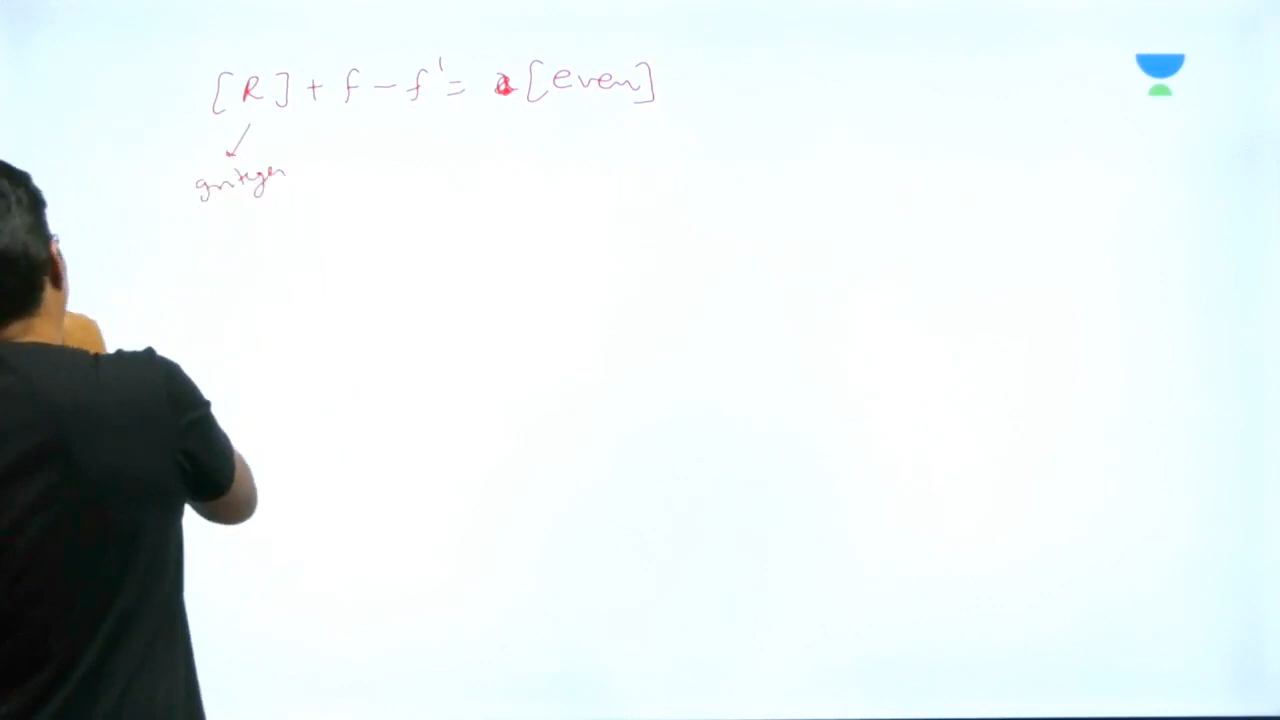 [R] + f - f' = [even]
Integer